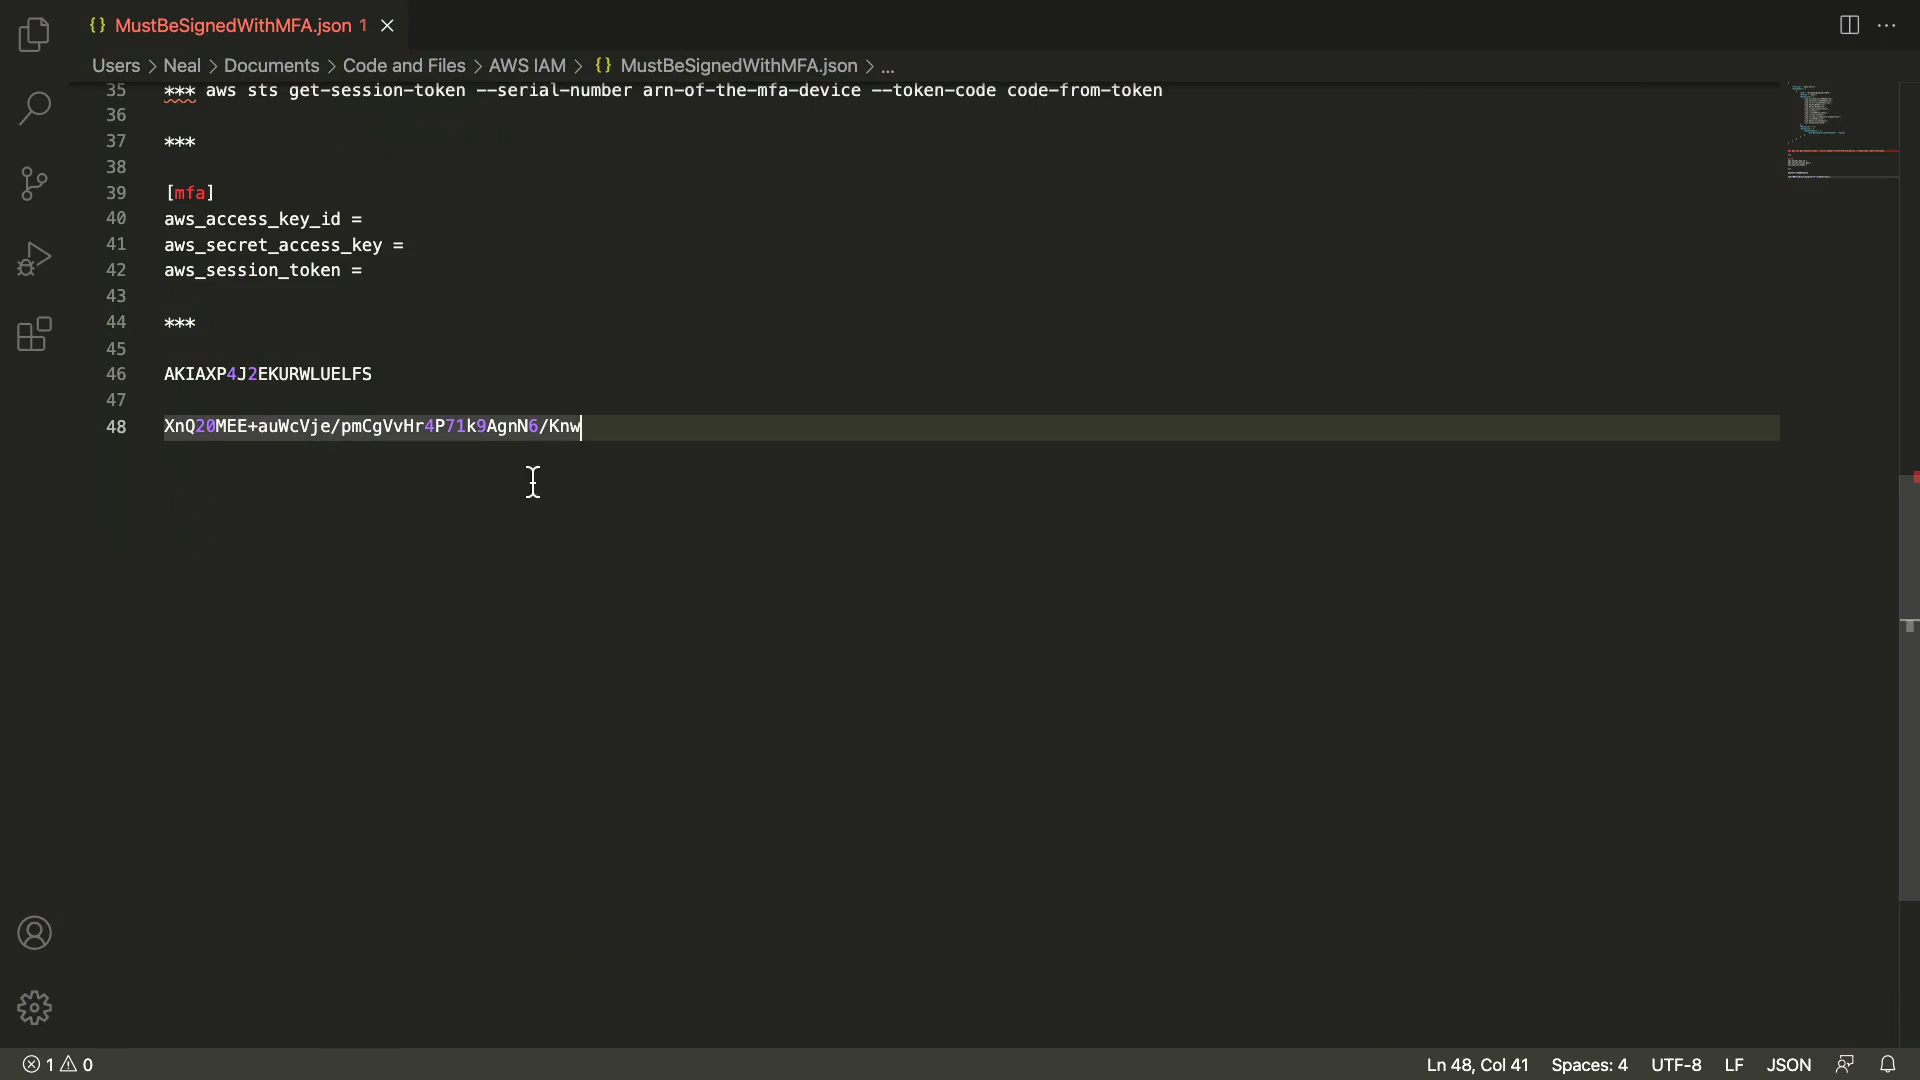 {} MustBeSignedWithMFA.json 1
Users > Neal > Documents > Code and Files > AWS IAM > {} MustBeSignedWithMFA.json > ...
35 *** aws sts get-session-token --serial-number arn-of-the-mfa-device --token-code code-from-token
36
37 ***
38
39 [mfa]
40 aws_access_key_id =
41 aws_secret_access_key =
42 aws_session_token =
43
44 ***
45
46 AKIAXP4J2EKURWLUELFS
47
48 XnQ20MEE+auWcVje/pmCgVvHr4P71k9AgnN6/Knw
1 0 Ln 48, Col 41 Spaces: 4 UTF-8 LF JSON